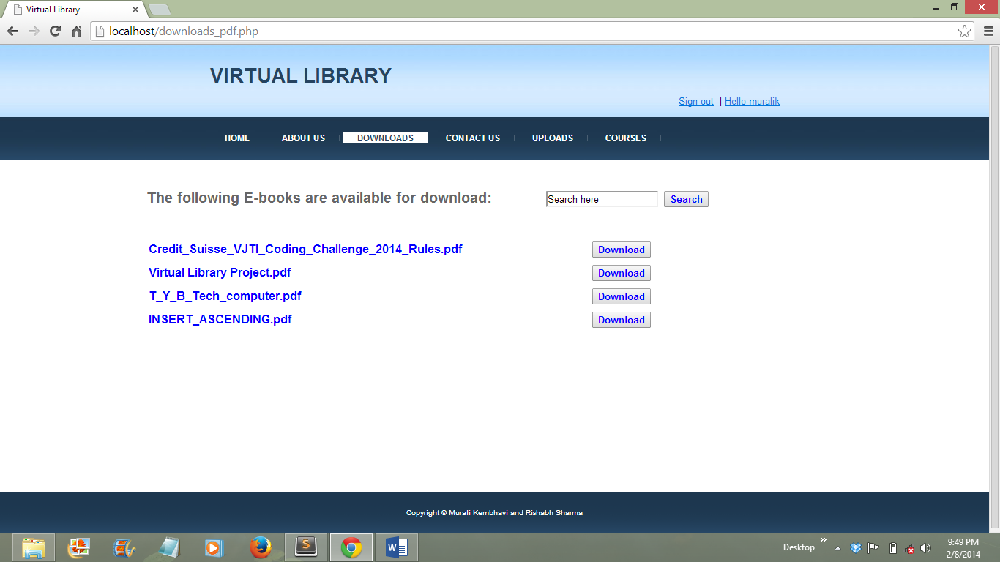 Virtual Library
localhost/downloads_pdf.php
VIRTUAL LIBRARY
Sign out | Hello muralik
HOME ABOUT US DOWNLOADS CONTACT US UPLOADS COURSES
The following E-books are available for download: Search here Search
Credit_Suisse_VJTI_Coding_Challenge_2014_Rules.pdf Download
Virtual Library Project.pdf Download
T_Y_B_Tech_computer.pdf Download
INSERT_ASCENDING.pdf Download
Copyright © Murali Kembhavi and Rishabh Sharma
Desktop
9:49 PM
2/8/2014